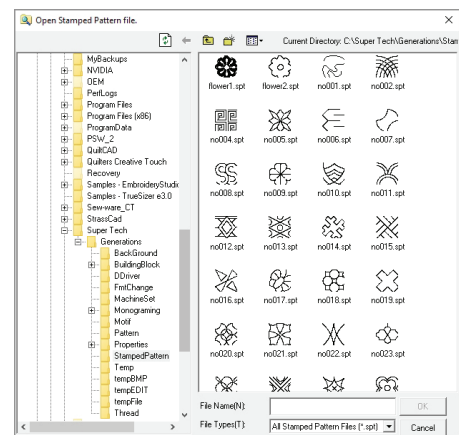 Open Stamped Pattern file.
Current Directory: C:\Super Tech\Generations\Stam
MyBackups
NVIDIA
OEM
PerfLogs
Program Files
Program Files (x86)
ProgramData
PSW_2
QuiltCAD
Quilters Creative Touch
Recovery
Samples - EmbroideryStudio
Samples - TrueSizer e3.0
Sew-ware_CT
StrassCad
Super Tech
Generations
BackGround
BuildingBlock
DDriver
FmtChange
MachineSet
Monograming
Motif
Pattern
Properties
StampedPattern
Temp
tempBMP
tempEDIT
tempFile
Thread
flower1.spt flower2.spt no001.spt no002.spt
no004.spt no005.spt no006.spt no007.spt
no008.spt no009.spt no010.spt no011.spt
no012.spt no013.spt no014.spt no015.spt
no016.spt no017.spt no018.spt no019.spt
no020.spt no021.spt no022.spt no023.spt
File Name(N):
OK
File Types(T):
All Stamped Pattern Files (*.spt)
Cancel